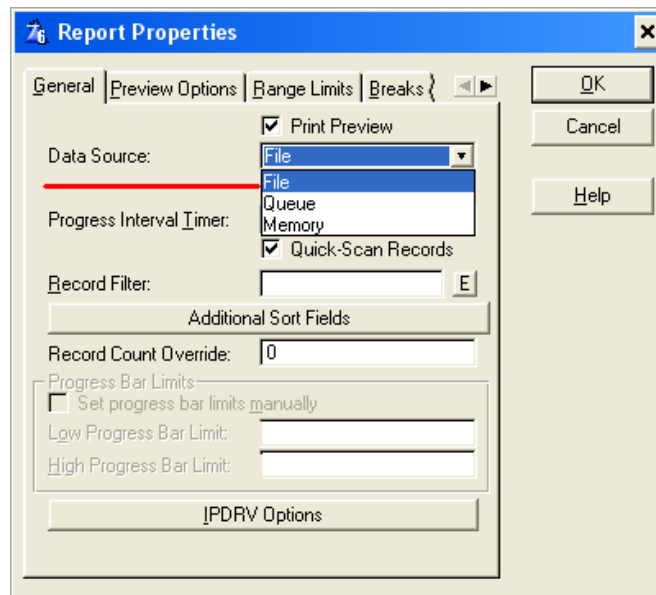 Report Properties
General Preview Options Range Limits Breaks
OK
Print Preview
Cancel
Data Source: File
File
Queue
Memory
Help
Progress Interval Timer:
Quick-Scan Records
Record Filter: E
Additional Sort Fields
Record Count Override: 0
Progress Bar Limits
Set progress bar limits manually
Low Progress Bar Limit:
High Progress Bar Limit:
IPDRV Options